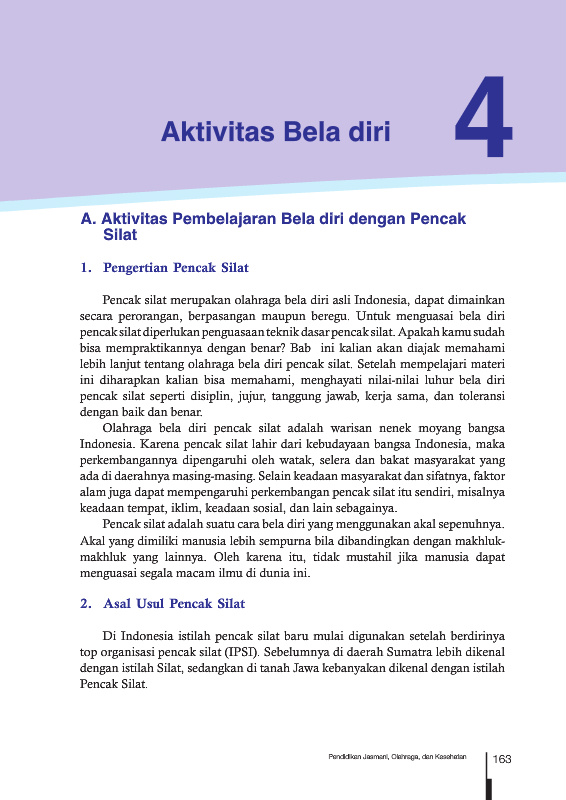 Aktivitas Bela diri
4
A. Aktivitas Pembelajaran Bela diri dengan Pencak
Silat
1. Pengertian Pencak Silat
Pencak silat merupakan olahraga bela diri asli Indonesia, dapat dimainkan
secara perorangan, berpasangan maupun beregu. Untuk menguasai bela diri
pencak silat diperlukan penguasaan teknik dasar pencak silat. Apakah kamu sudah
bisa mempraktikannya dengan benar? Bab ini kalian akan diajak memahami
lebih lanjut tentang olahraga bela diri pencak silat. Setelah mempelajari materi
ini diharapkan kalian bisa memahami, menghayati nilai-nilai luhur bela diri
pencak silat seperti disiplin, jujur, tanggung jawab, kerja sama, dan toleransi
dengan baik dan benar.
Olahraga bela diri pencak silat adalah warisan nenek moyang bangsa
Indonesia. Karena pencak silat lahir dari kebudayaan bangsa Indonesia, maka
perkembangannya dipengaruhi oleh watak, selera dan bakat masyarakat yang
ada di daerahnya masing-masing. Selain keadaan masyarakat dan sifatnya, faktor
alam juga dapat mempengaruhi perkembangan pencak silat itu sendiri, misalnya
keadaan tempat, iklim, keadaan sosial, dan lain sebagainya.
Pencak silat adalah suatu cara bela diri yang menggunakan akal sepenuhnya.
Akal yang dimiliki manusia lebih sempurna bila dibandingkan dengan makhluk-
makhluk yang lainnya. Oleh karena itu, tidak mustahil jika manusia dapat
menguasai segala macam ilmu di dunia ini.
2. Asal Usul Pencak Silat
Di Indonesia istilah pencak silat baru mulai digunakan setelah berdirinya
top organisasi pencak silat (IPSI). Sebelumnya di daerah Sumatra lebih dikenal
dengan istilah Silat, sedangkan di tanah Jawa kebanyakan dikenal dengan istilah
Pencak Silat.
Pendidikan Jasmani, Olahraga, dan Kesehatan
163